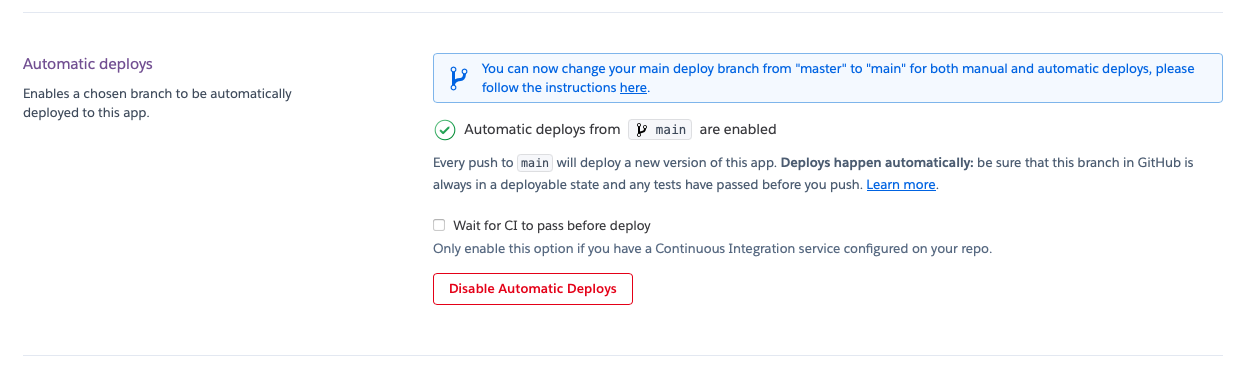 Automatic deploys
Enables a chosen branch to be automatically
deployed to this app.
You can now change your main deploy branch from "master" to "main" for both manual and automatic deploys, please
follow the instructions here.
Automatic deploys from main are enabled
Every push to main will deploy a new version of this app. Deploys happen automatically: be sure that this branch in GitHub is
always in a deployable state and any tests have passed before you push. Learn more.
Wait for CI to pass before deploy
Only enable this option if you have a Continuous Integration service configured on your repo.
Disable Automatic Deploys